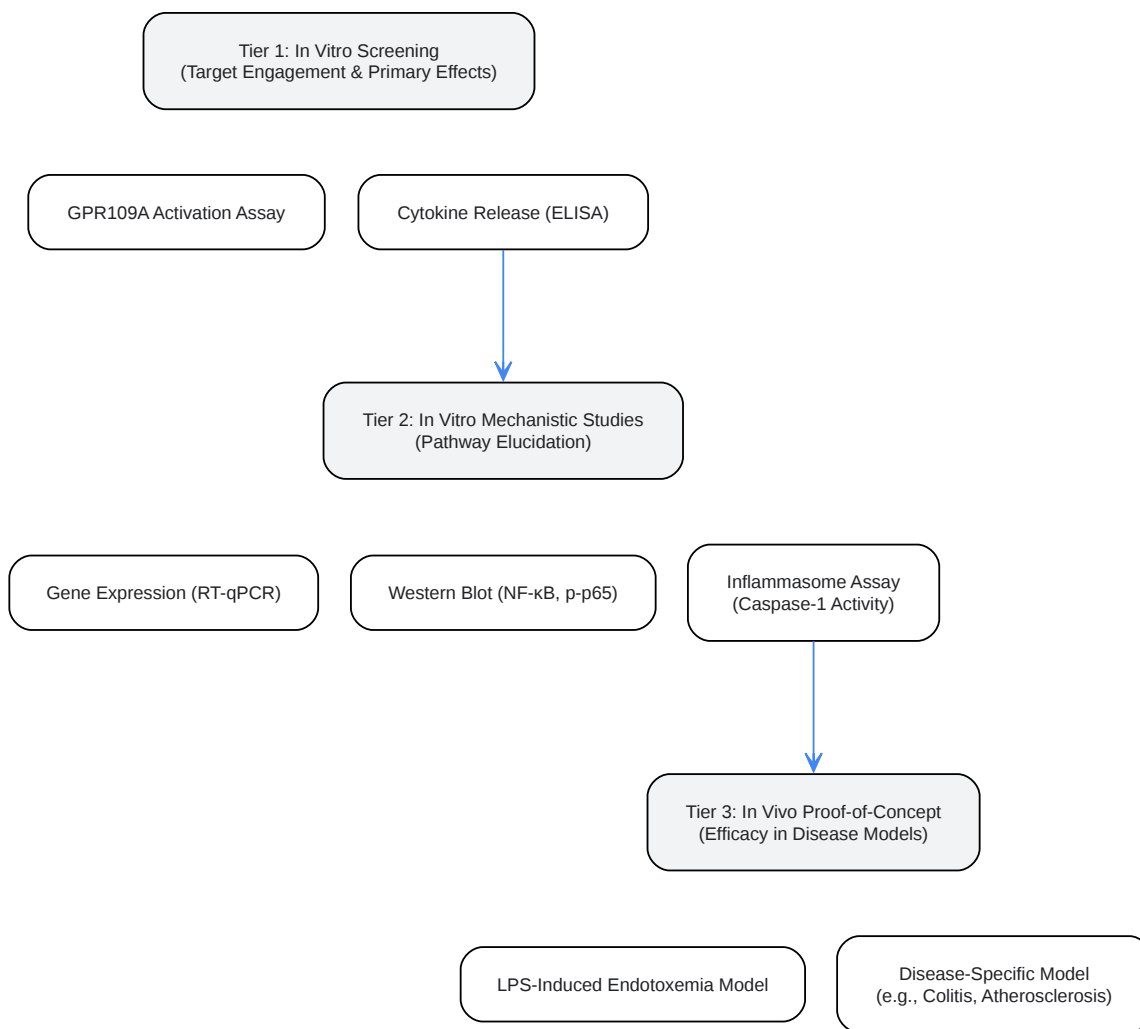 Tier 1: In Vitro Screening
(Target Engagement & Primary Effects)
GPR109A Activation Assay
Cytokine Release (ELISA)
Tier 2: In Vitro Mechanistic Studies
(Pathway Elucidation)
Gene Expression (RT-qPCR)
Western Blot (NF-κB, p-p65)
Inflammasome Assay
(Caspase-1 Activity)
Tier 3: In Vivo Proof-of-Concept
(Efficacy in Disease Models)
LPS-Induced Endotoxemia Model
Disease-Specific Model
(e.g., Colitis, Atherosclerosis)